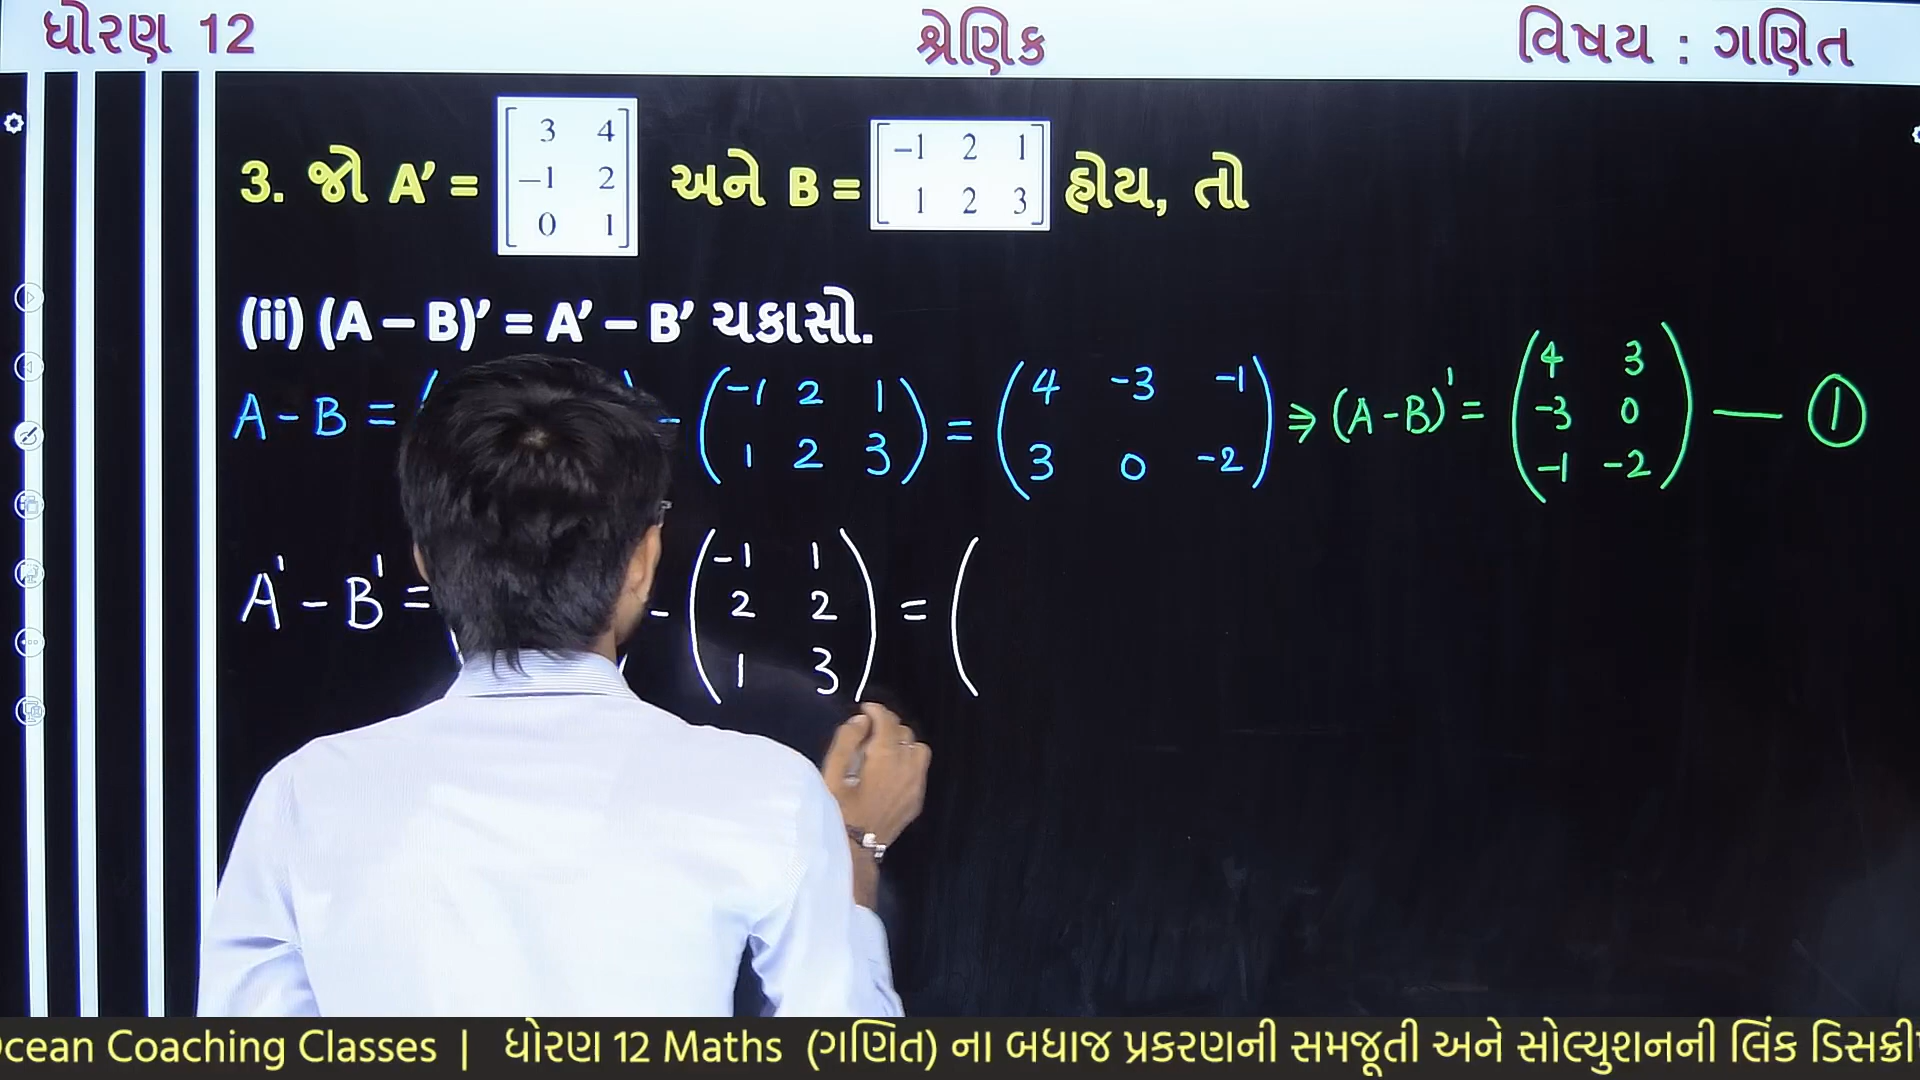 ધોરણ 12 શ્રેણિક વિષય : ગણિત
3. જો A′ = [ 3 4 અને B = [ −1 2 1 હોય, તો
−1 2 1 2 3 ]
0 1 ]
(ii) (A – B)′ = A′ – B′ ચકાસો.
A - B = ( - ( -1 2 1 = ( 4 -3 -1 ⇒ (A-B)' = ( 4 3 — ①
1 2 3 ) 3 0 -2 ) -3 0
-1 -2 )
A' - B' = - ( -1 1 = (
2 2
1 3 )
cean Coaching Classes | ધોરણ 12 Maths (ગણિત) ના બધાજ પ્રકરણની સમજૂતી અને સોલ્યુશનની લિંક ડિસક્રી